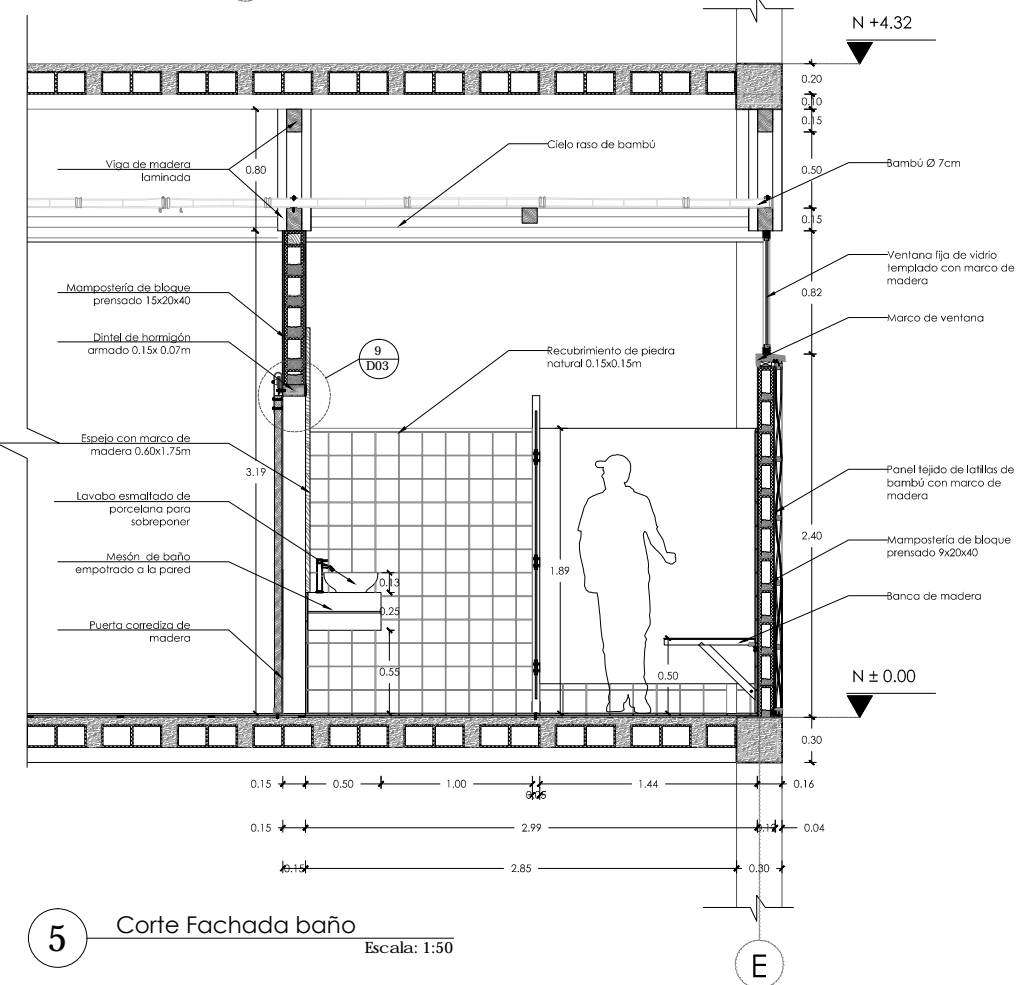 N +4.32
0.20
0.10
0.15
Cielo raso de bambú
Viga de madera
laminada
0.80
0.50
Bambú Ø 7cm
0.15
Ventana fija de vidrio
templado con marco de
madera
Mampostería de bloque
prensado 15x20x40
0.82
Marco de ventana
Dintel de hormigón
armado 0.15x 0.07m
9
D03
Recubrimiento de piedra
natural 0.15x0.15m
Espejo con marco de
madera 0.60x1.75m
3.19
Panel tejido de latillas de
bambú con marco de
madera
Lavabo esmaltado de
porcelana para
sobreponer
2.40
Mampostería de bloque
prensado 9x20x40
Mesón de baño
empotrado a la pared
1.89
0.13
0.25
Banca de madera
Puerta corrediza de
madera
0.55
0.50
N ± 0.00
0.30
0.15
0.50
1.00
0.05
1.44
0.16
0.15
2.99
0.12
0.04
0.15
2.85
0.30
5
Corte Fachada baño
Escala: 1:50
E